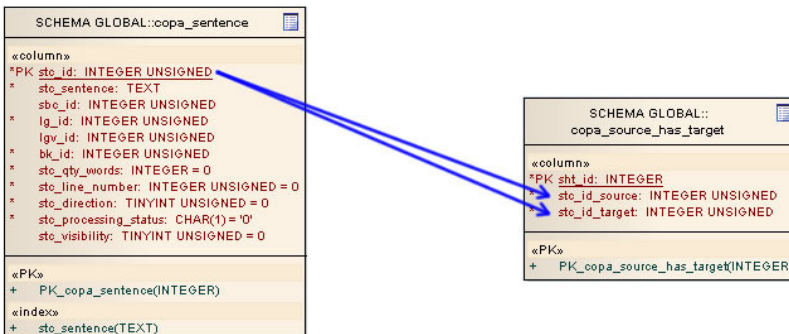 SCHEMA GLOBAL::copa_sentence
«column»
*PK stc_id: INTEGER UNSIGNED
* stc_sentence: TEXT
sbc_id: INTEGER UNSIGNED
* lg_id: INTEGER UNSIGNED
lgv_id: INTEGER UNSIGNED
* bk_id: INTEGER UNSIGNED
* stc_qty_words: INTEGER = 0
* stc_line_number: INTEGER UNSIGNED = 0
* stc_direction: TINYINT UNSIGNED = 0
* stc_processing_status: CHAR(1) = '0'
stc_visibility: TINYINT UNSIGNED = 0
«PK»
+ PK_copa_sentence(INTEGER)
«index»
+ stc_sentence(TEXT)
SCHEMA GLOBAL::
copa_source_has_target
«column»
*PK sht_id: INTEGER
* stc_id_source: INTEGER UNSIGNED
* stc_id_target: INTEGER UNSIGNED
«PK»
+ PK_copa_source_has_target(INTEGER